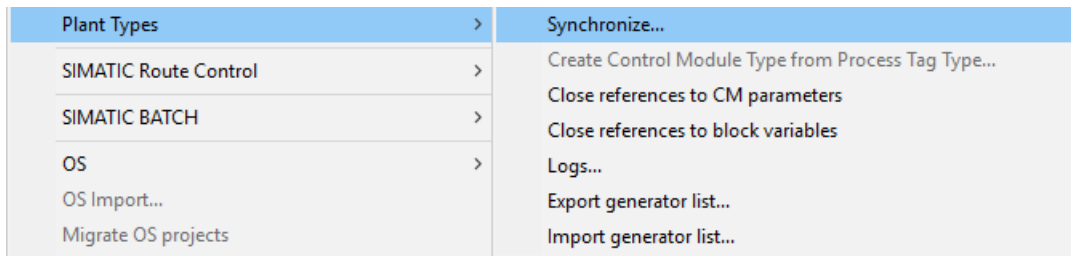 Plant Types
SIMATIC Route Control
SIMATIC BATCH
OS
OS Import...
Migrate OS projects
Synchronize...
Create Control Module Type from Process Tag Type...
Close references to CM parameters
Close references to block variables
Logs...
Export generator list...
Import generator list...